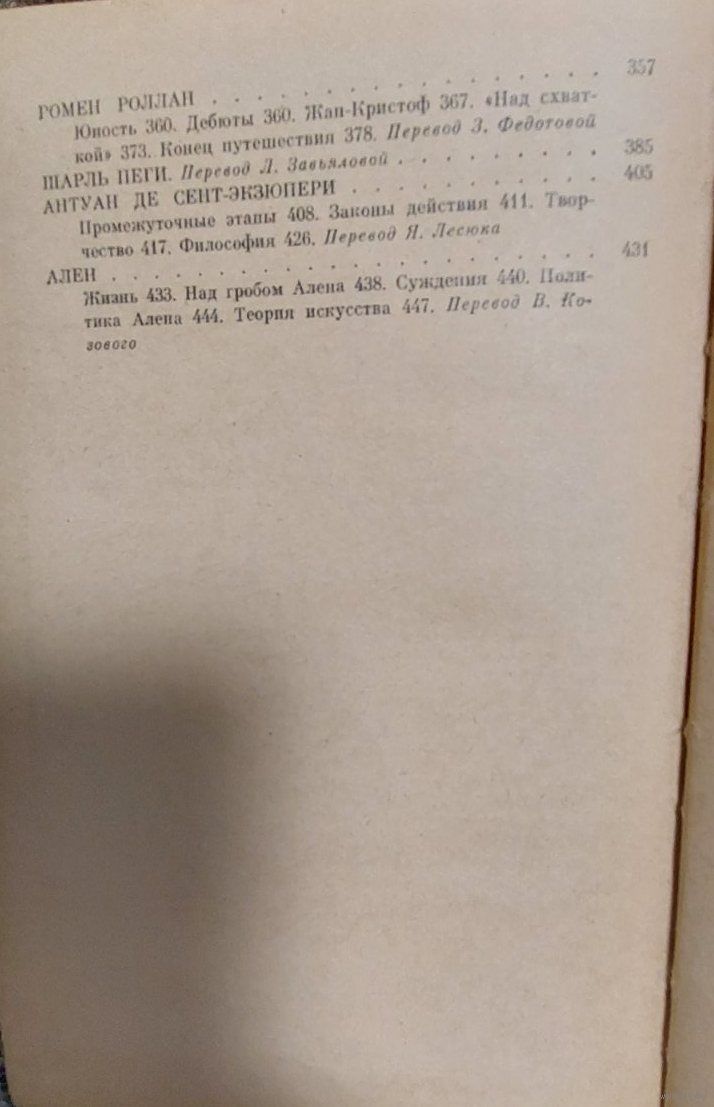 РОМЕН РОЛЛАН . . . . . . . . . . . . . . 357
Юность 360. Дебюты 360. Жан-Кристоф 367. «Над схват-
кой» 373. Конец путешествия 378. Перевод З. Федотовой
ШАРЛЬ ПЕГИ. Перевод Л. Завьяловой . . . . . . . . 385
АНТУАН ДЕ СЕНТ-ЭКЗЮПЕРИ . . . . . . . . . 405
Промежуточные этапы 408. Законы действия 411. Твор-
чество 417. Философия 426. Перевод Я. Лесюка
АЛЕН . . . . . . . . . . . . . . . . . 431
Жизнь 433. Над гробом Алена 438. Суждения 440. Поли-
тика Алена 444. Теория искусства 447. Перевод В. Ко-
зового